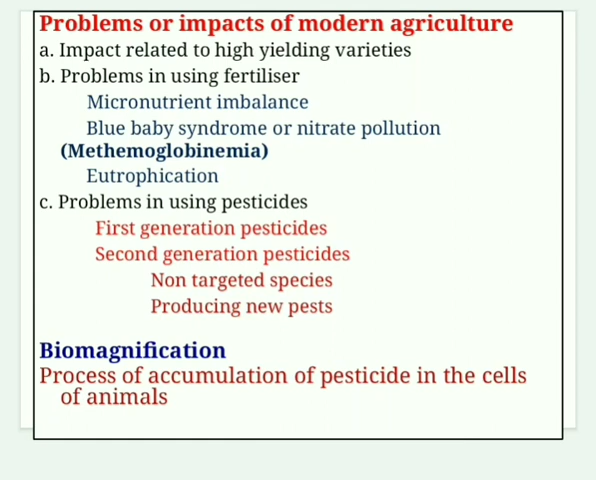 Problems or impacts of modern agriculture
a. Impact related to high yielding varieties
b. Problems in using fertiliser
Micronutrient imbalance
Blue baby syndrome or nitrate pollution
(Methemoglobinemia)
Eutrophication
c. Problems in using pesticides
First generation pesticides
Second generation pesticides
Non targeted species
Producing new pests
Biomagnification
Process of accumulation of pesticide in the cells
of animals